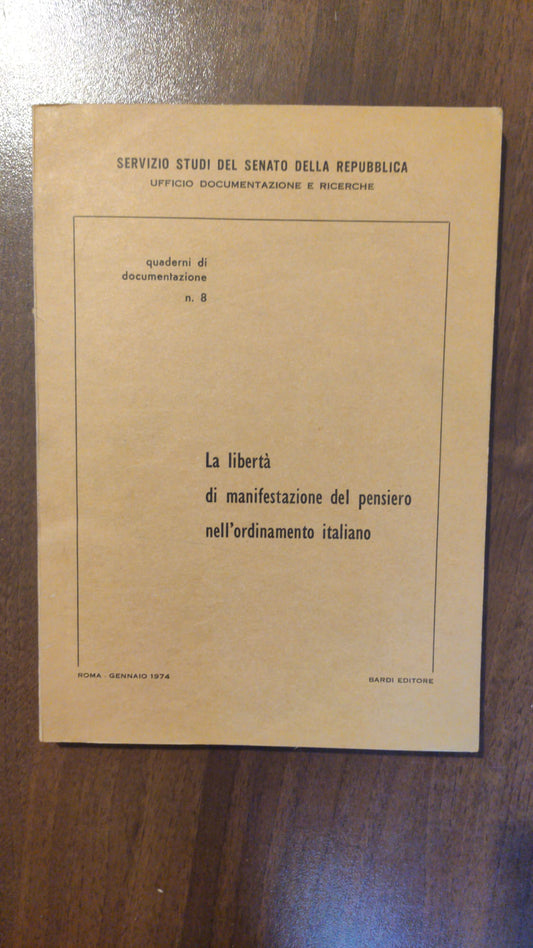 SERVIZIO STUDI DEL SENATO DELLA REPUBBLICA
UFFICIO DOCUMENTAZIONE E RICERCHE
quaderni di
documentazione
n. 8
La libertà
di manifestazione del pensiero
nell'ordinamento italiano
ROMA - GENNAIO 1974
BARDI EDITORE